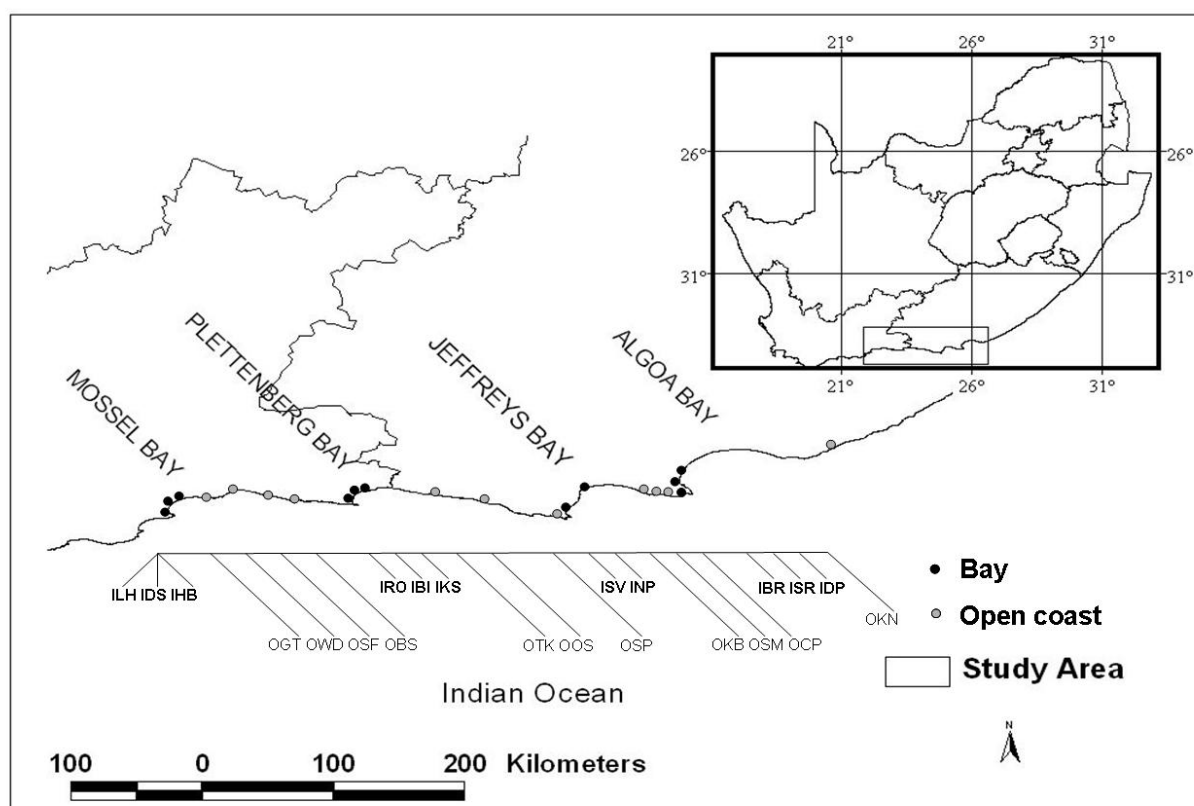 21° 26° 31°
26° 26°
31° 31°
21° 26° 31°
MOSSEL BAY
PLETTENBERG BAY
JEFFREYS BAY
ALGOA BAY
ILH IDS IHB
IRO IBI IKS
ISV INP
IBR ISR IDP
OGT OWD OSF OBS
OTK OOS
OSP
OKB OSM OCP
OKN
Bay
Open coast
Study Area
Indian Ocean
N
100 0 100 200 Kilometers